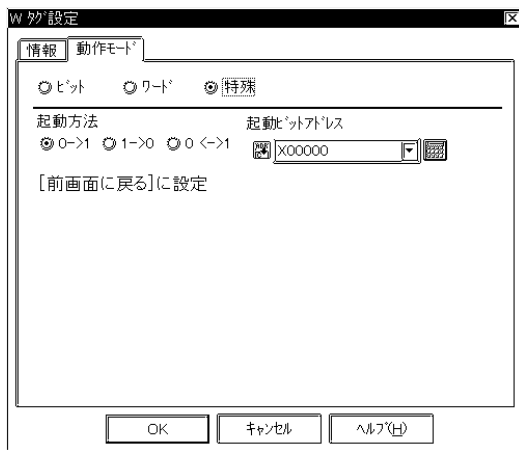 W ﾀｸﾞ設定
情報 動作ﾓｰﾄﾞ
ﾋﾞｯﾄ ﾜｰﾄﾞ 特殊
起動方法 起動ﾋﾞｯﾄｱﾄﾞﾚｽ
0->1 1->0 0 <->1 X00000
[前画面に戻る]に設定
OK ｷｬﾝｾﾙ ﾍﾙﾌﾟ(H)